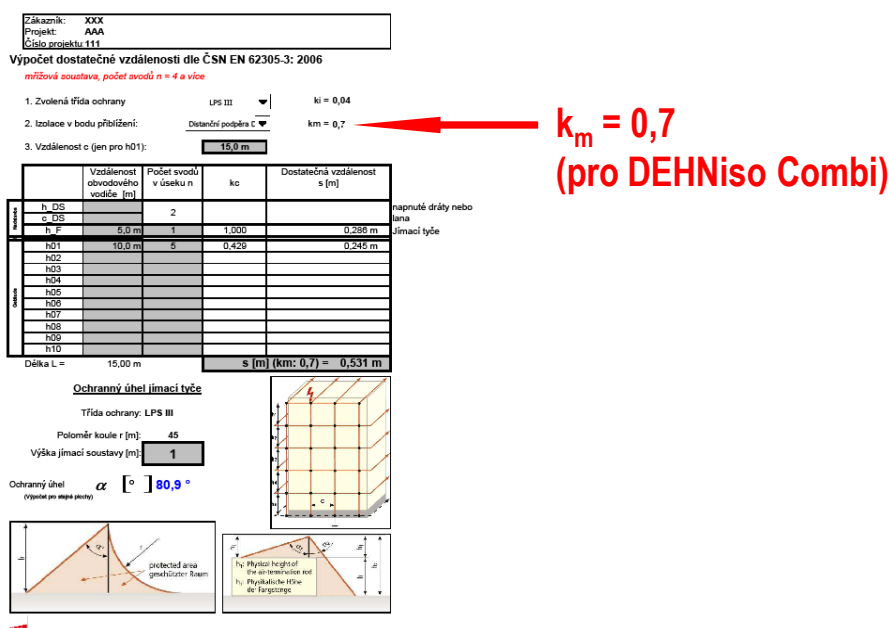 Zákazník: XXX
Projekt: AAA
Číslo projektu: 111
Výpočet dostatečné vzdálenosti dle ČSN EN 62305-3: 2006
mřížová soustava, počet svodů n = 4 a více
1. Zvolená třída ochrany LPS III ki = 0,04
2. Izolace v bodu přiblížení: Distanční podpěra D km = 0,7
km = 0,7
(pro DEHNiso Combi)
3. Vzdálenost c (jen pro h01): 15,0 m
Vzdálenost obvodového vodiče [m] Počet svodů v úseku n kc Dostatečná vzdálenost s [m]
h_DS 2 napnuté dráty nebo
c_DS lana
h_F 5,0 m 1 1,000 0,286 m Jímací tyče
h01 10,0 m 5 0,429 0,245 m
h02
h03
h04
h05
h06
h07
h08
h09
h10
Délka L = 15,00 m s [m] (km: 0,7) = 0,531 m
Ochranný úhel jímací tyče
Třída ochrany: LPS III
Poloměr koule r [m]: 45
Výška jímací soustavy [m]: 1
Ochranný úhel α [°] 80,9 °
(Výpočet pro stejné plochy)
c
h
α°
r
protected area
geschützter Raum
h₁: Physical height of
the air-termination rod
h₁: Physikalische Höhe
der Fangstange